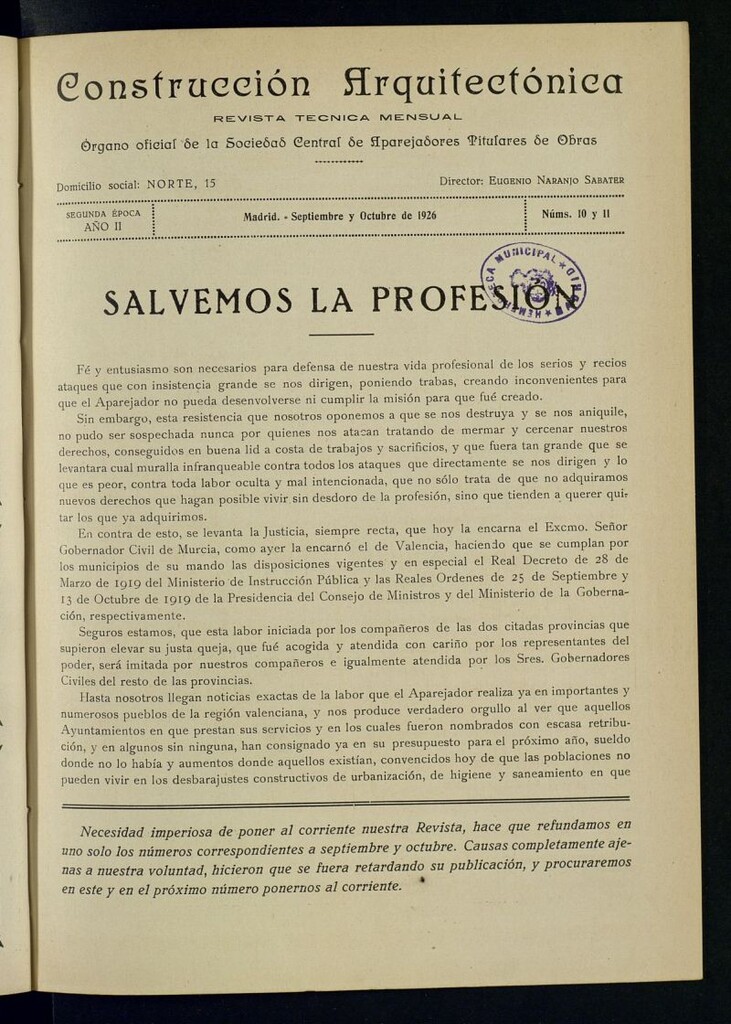 Construcción Arquitectónica
REVISTA TECNICA MENSUAL
Órgano oficial de la Sociedad Central de Aparejadores Titulares de Obras
Domicilio social: NORTE, 15
Director: EUGENIO NARANJO SABATER
SEGUNDA ÉPOCA
AÑO II
Madrid. - Septiembre y Octubre de 1926
Núms. 10 y 11
HEMEROTECA MUNICIPAL * MADRID *
SALVEMOS LA PROFESIÓN
Fé y entusiasmo son necesarios para defensa de nuestra vida profesional de los serios y recios
ataques que con insistencia grande se nos dirigen, poniendo trabas, creando inconvenientes para
que el Aparejador no pueda desenvolverse ni cumplir la misión para que fué creado.
Sin embargo, esta resistencia que nosotros oponemos a que se nos destruya y se nos aniquile,
no pudo ser sospechada nunca por quienes nos atacan tratando de mermar y cercenar nuestros
derechos, conseguidos en buena lid a costa de trabajos y sacrificios, y que fuera tan grande que se
levantara cual muralla infranqueable contra todos los ataques que directamente se nos dirigen y lo
que es peor, contra toda labor oculta y mal intencionada, que no sólo trata de que no adquiramos
nuevos derechos que hagan posible vivir sin desdoro de la profesión, sino que tienden a querer qui-
tar los que ya adquirimos.
En contra de esto, se levanta la Justicia, siempre recta, que hoy la encarna el Excmo. Señor
Gobernador Civil de Murcia, como ayer la encarnó el de Valencia, haciendo que se cumplan por
los municipios de su mando las disposiciones vigentes y en especial el Real Decreto de 28 de
Marzo de 1919 del Ministerio de Instrucción Pública y las Reales Ordenes de 25 de Septiembre y
13 de Octubre de 1919 de la Presidencia del Consejo de Ministros y del Ministerio de la Goberna-
ción, respectivamente.
Seguros estamos, que esta labor iniciada por los compañeros de las dos citadas provincias que
supieron elevar su justa queja, que fué acogida y atendida con cariño por los representantes del
poder, será imitada por nuestros compañeros e igualmente atendida por los Sres. Gobernadores
Civiles del resto de las provincias.
Hasta nosotros llegan noticias exactas de la labor que el Aparejador realiza ya en importantes y
numerosos pueblos de la región valenciana, y nos produce verdadero orgullo al ver que aquellos
Ayuntamientos en que prestan sus servicios y en los cuales fueron nombrados con escasa retribu-
ción, y en algunos sin ninguna, han consignado ya en su presupuesto para el próximo año, sueldo
donde no lo había y aumentos donde aquellos existían, convencidos hoy de que las poblaciones no
pueden vivir en los desbarajustes constructivos de urbanización, de higiene y saneamiento en que
Necesidad imperiosa de poner al corriente nuestra Revista, hace que refundamos en
uno solo los números correspondientes a septiembre y octubre. Causas completamente aje-
nas a nuestra voluntad, hicieron que se fuera retardando su publicación, y procuraremos
en este y en el próximo número ponernos al corriente.